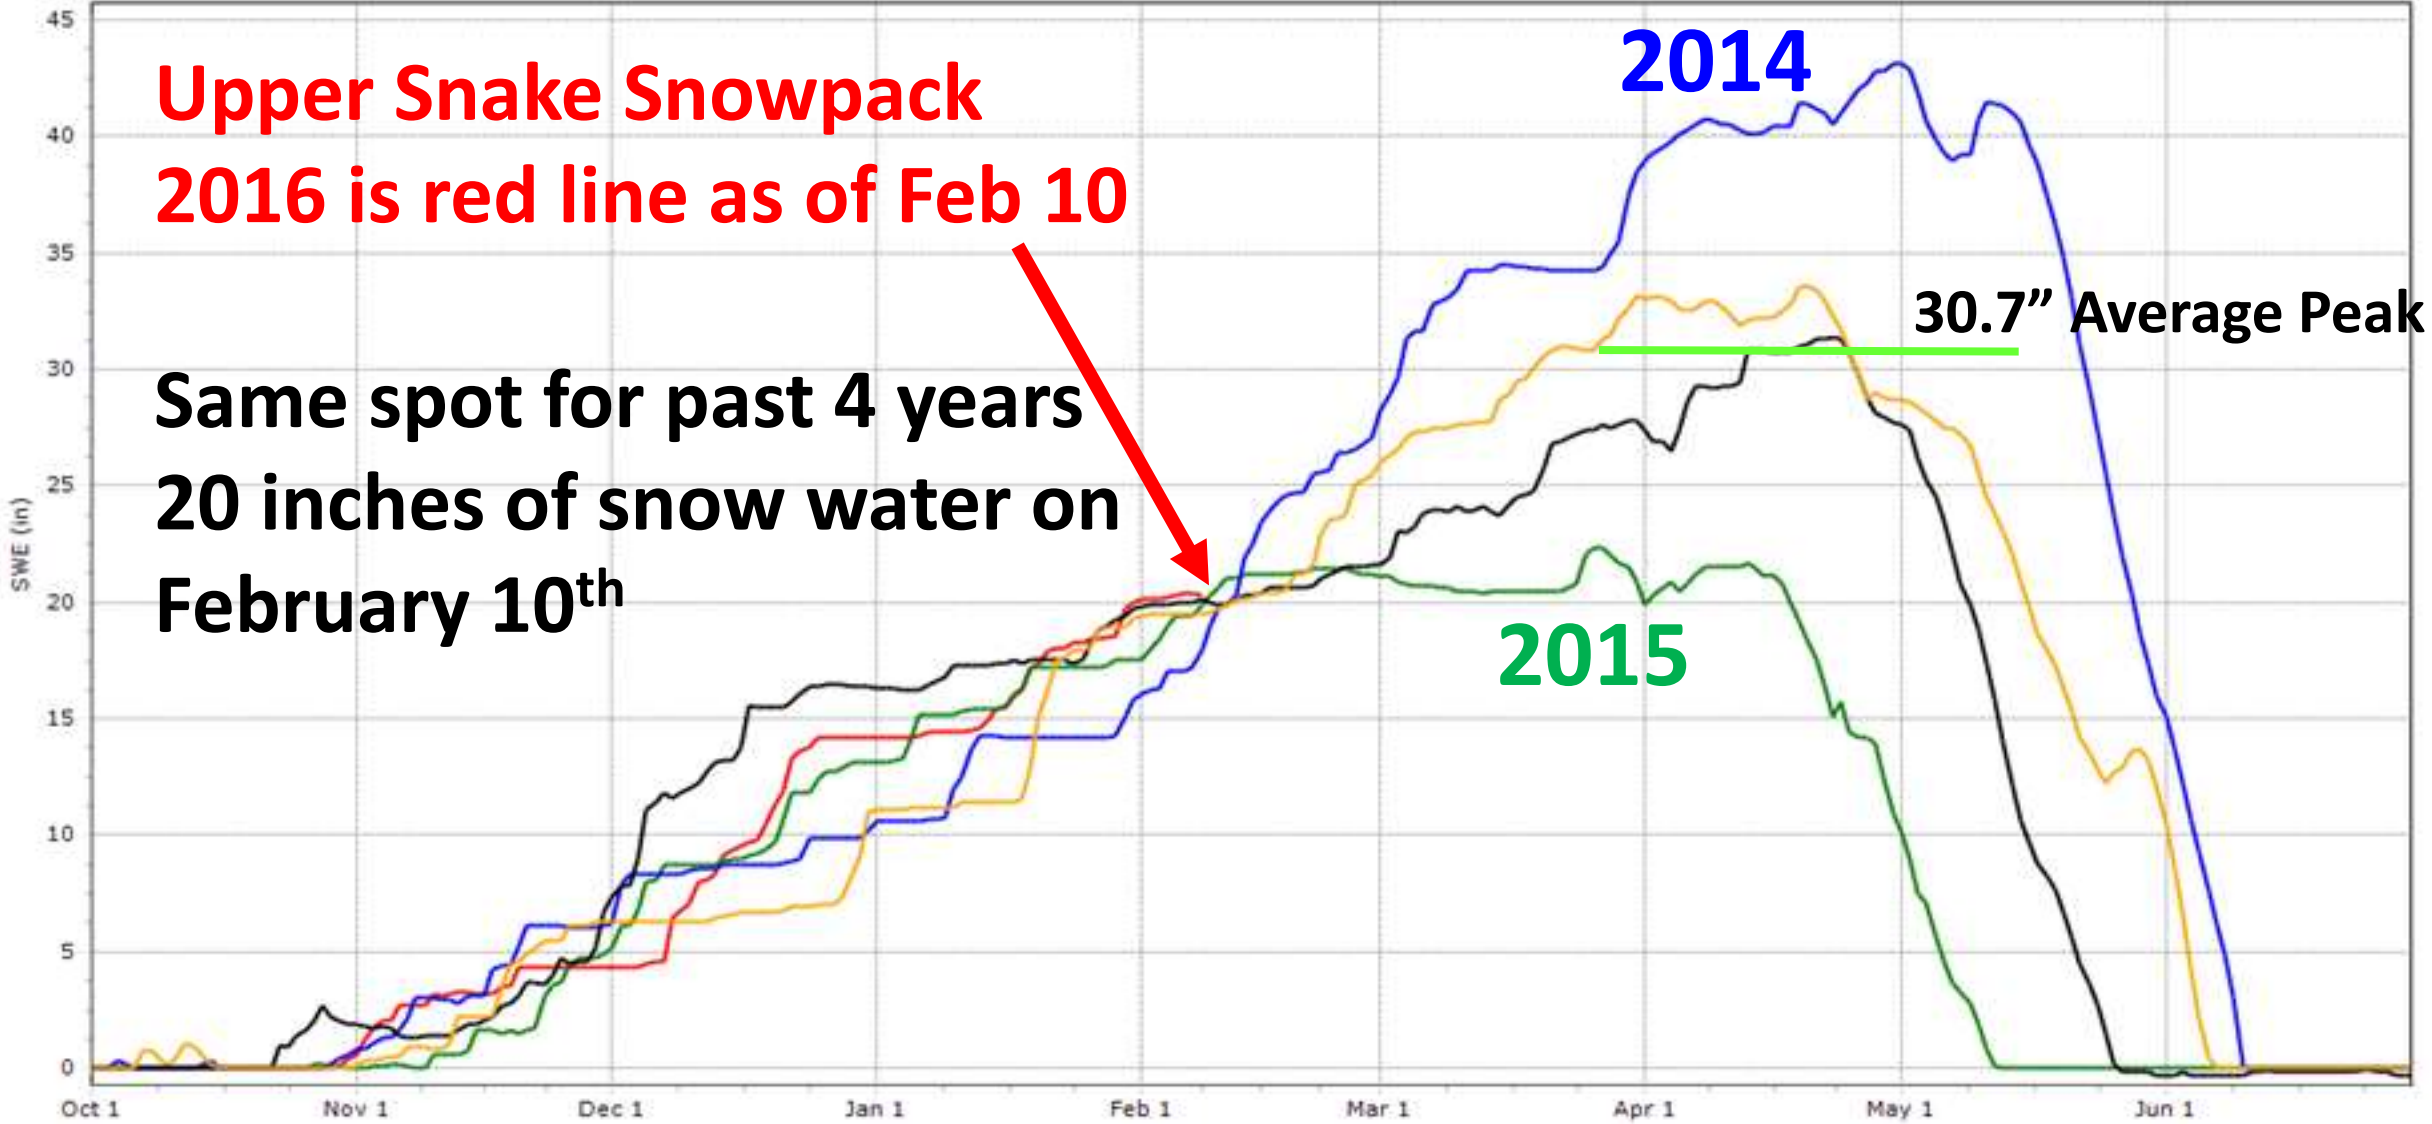 45
40
35
30
25
20
15
10
5
0
SWE (in)
Upper Snake Snowpack
2016 is red line as of Feb 10
Same spot for past 4 years
20 inches of snow water on
February 10th
2014
30.7” Average Peak
2015
Oct 1 Nov 1 Dec 1 Jan 1 Feb 1 Mar 1 Apr 1 May 1 Jun 1